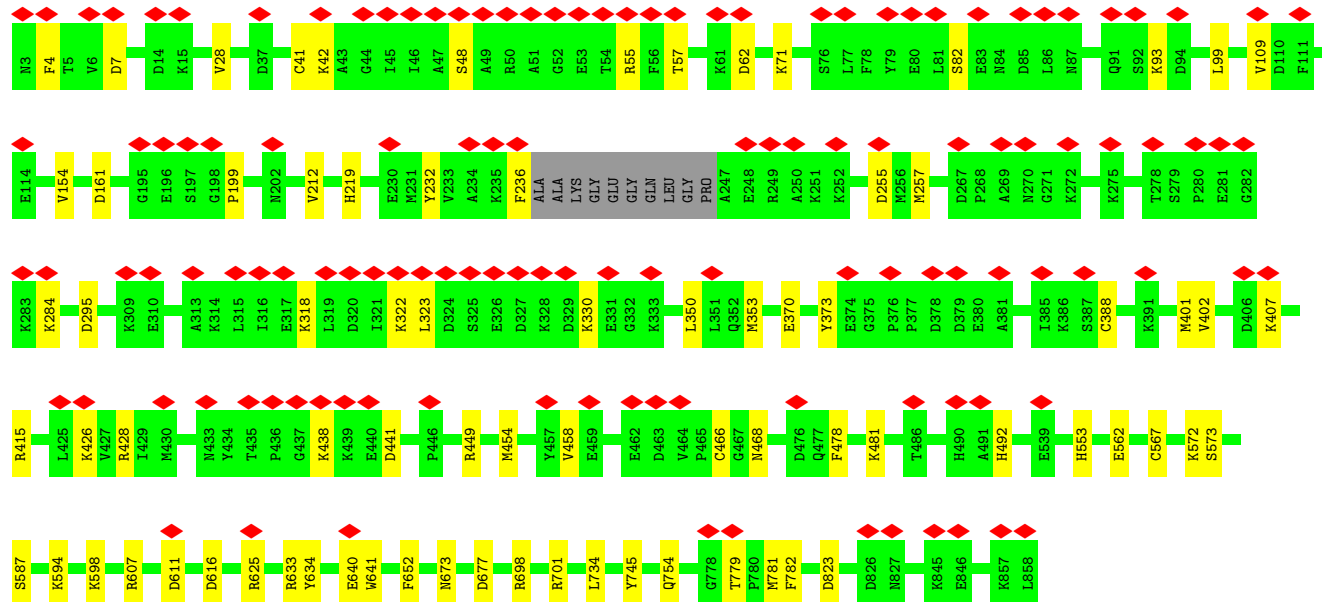 N3 F4 T5 V6 D7 D14 K15 V28 D37 C41 K42 A43 G44 I45 I46 A47 S48 A49 R50 A51 G52 E53 T54 R55 F56 T57 K61 D62 K71 S76 L77 F78 Y79 E80 L81 S82 E83 N84 D85 L86 N87 Q91 S92 K93 D94 L99 V109 D110 F111
E114 V154 D161 G195 E196 S197 G198 P199 N202 V212 H219 E230 M231 Y232 V233 A234 K235 F236 ALA ALA LYS GLY GLU GLY GLN LEU GLY PRO A247 E248 R249 A250 K251 K252 D255 M256 M257 D267 P268 A269 N270 G271 K272 K275 T278 S279 P280 E281 G282
K283 K284 D295 K309 E310 A313 K314 L315 I316 E317 K318 L319 D320 I321 K322 L323 D324 S325 E326 D327 K328 D329 K330 E331 G332 K333 L350 L351 Q352 M353 E370 Y373 E374 G375 P376 P377 D378 D379 E380 A381 I385 K386 S387 C388 K391 M401 V402 D406 K407
R415 L425 K426 V427 R428 I429 M430 N433 Y434 T435 P436 G437 K438 K439 E440 D441 P446 R449 M454 Y457 V458 E459 E462 D463 V464 P465 C466 G467 N468 D476 Q477 F478 K481 T486 H490 A491 H492 E539 H553 E562 C567 K572 S573
S587 K594 K598 R607 D611 D616 R625 R633 Y634 E640 W641 F652 N673 D677 R698 R701 L734 Y745 Q754 G778 T779 P780 M781 F782 D823 D826 N827 K845 E846 K857 L858